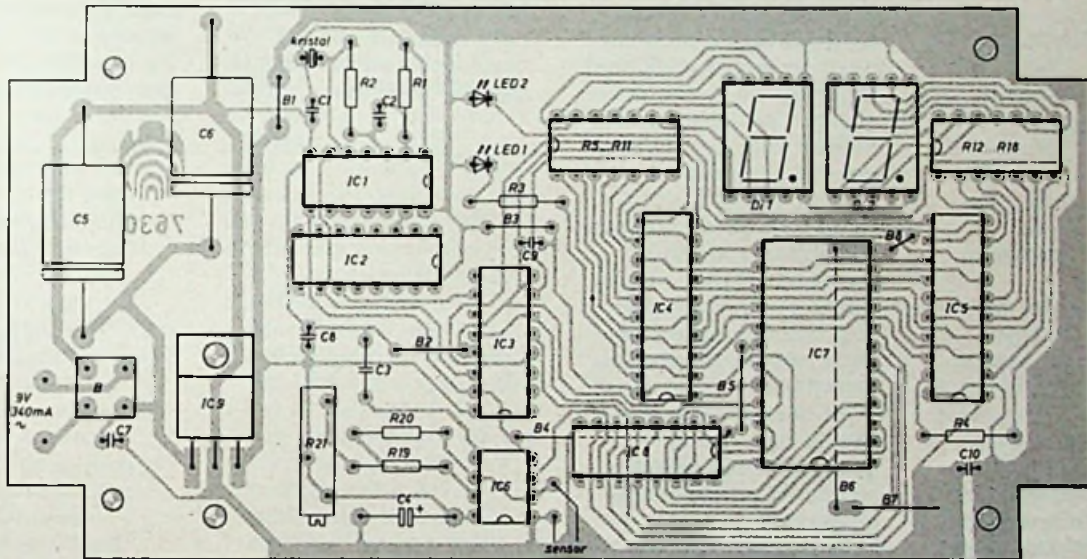 kristal
R2
R1
LED2
C6
B1
C1
C2
R5...R11
R12...R18
LED1
IC1
R3
Di1
C5
7630
B3
B8
IC2
C9
IC4
IC5
C8
B2
IC3
IC7
C3
B5
9V
340mA
~
B
IC9
C7
R20
B4
R4
R21
R19
IC8
C10
IC6
C4
+
B6
B7
sensor